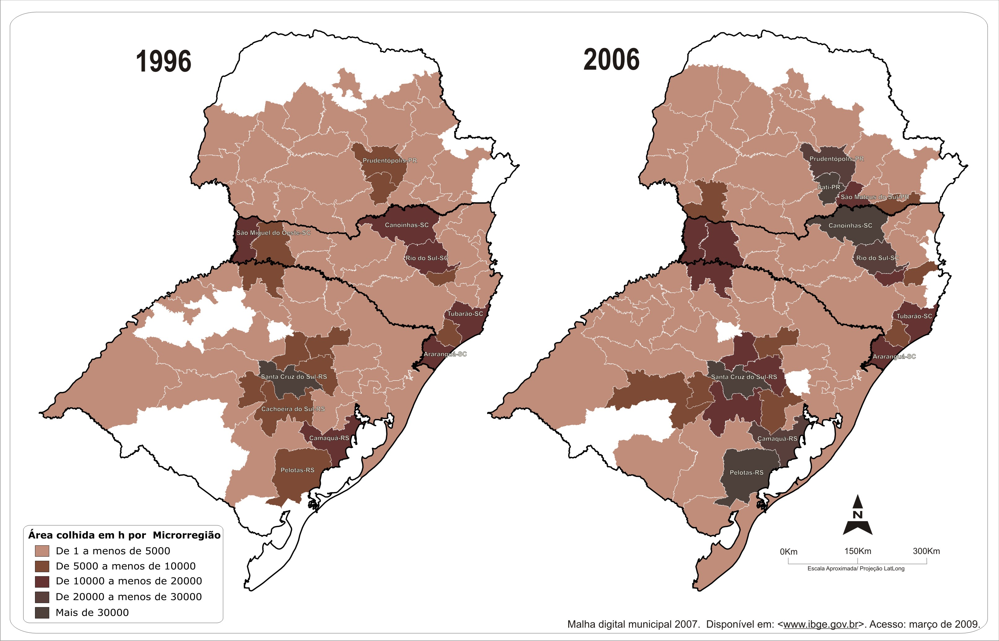 1996
2006
Prudentópolis-PR
São Miguel do Oeste-SC
Canoinhas-SC
Rio do Sul-SC
Tubarão-SC
Araranguá-SC
Santa Cruz do Sul-RS
Cachoeira do Sul-RS
Camaquã-RS
Pelotas-RS
Prudentópolis-PR
Irati-PR
São Mateus do Sul-PR
Canoinhas-SC
Rio do Sul-SC
Tubarão-SC
Araranguá-SC
Santa Cruz do Sul-RS
Camaquã-RS
Pelotas-RS
N
0Km 150Km 300Km
Escala Aproximada/ Projeção LatLong
Área colhida em h por Microrregião
De 1 a menos de 5000
De 5000 a menos de 10000
De 10000 a menos de 20000
De 20000 a menos de 30000
Mais de 30000
Malha digital municipal 2007. Disponível em: <www.ibge.gov.br>. Acesso: março de 2009.